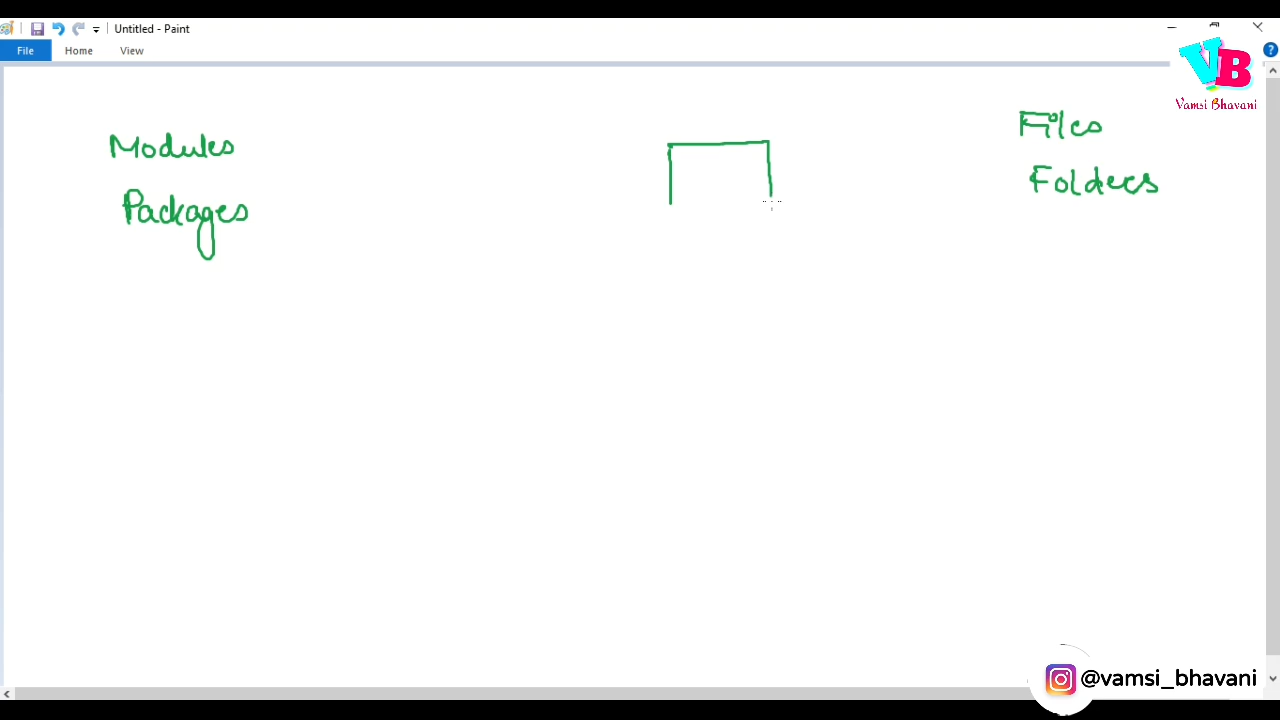 Untitled - Paint
File Home View
VB
Vamsi Bhavani
Files
Modules
Folders
Packages
@vamsi_bhavani